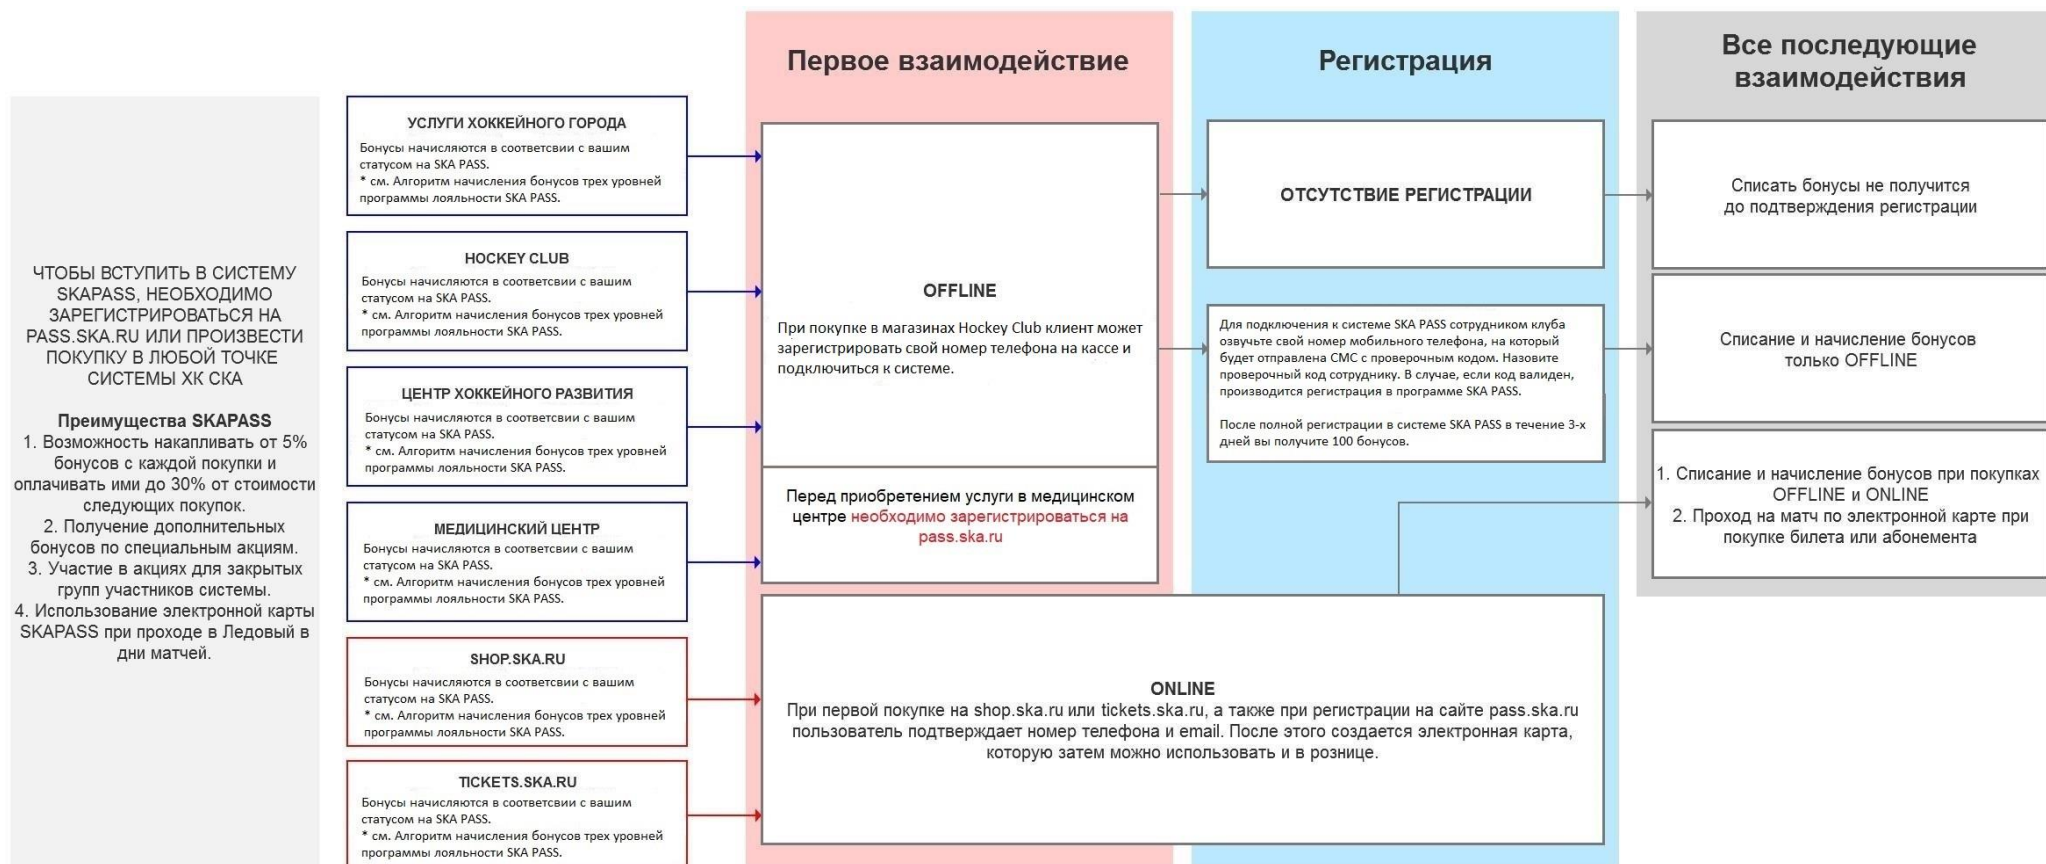 ЧТОБЫ ВСТУПИТЬ В СИСТЕМУ
SKAPASS, НЕОБХОДИМО
ЗАРЕГИСТРИРОВАТЬСЯ НА
PASS.SKA.RU ИЛИ ПРОИЗВЕСТИ
ПОКУПКУ В ЛЮБОЙ ТОЧКЕ
СИСТЕМЫ ХК СКА
Преимущества SKAPASS
1. Возможность накапливать от 5%
бонусов с каждой покупки и
оплачивать ими до 30% от стоимости
следующих покупок.
2. Получение дополнительных
бонусов по специальным акциям.
3. Участие в акциях для закрытых
групп участников системы.
4. Использование электронной карты
SKAPASS при проходе в Ледовый в
дни матчей.
УСЛУГИ ХОККЕЙНОГО ГОРОДА
Бонусы начисляются в соответсвии с вашим
статусом на SKA PASS.
* см. Алгоритм начисления бонусов трех уровней
программы лояльности SKA PASS.
HOCKEY CLUB
Бонусы начисляются в соответсвии с вашим
статусом на SKA PASS.
* см. Алгоритм начисления бонусов трех уровней
программы лояльности SKA PASS.
ЦЕНТР ХОККЕЙНОГО РАЗВИТИЯ
Бонусы начисляются в соответсвии с вашим
статусом на SKA PASS.
* см. Алгоритм начисления бонусов трех уровней
программы лояльности SKA PASS.
МЕДИЦИНСКИЙ ЦЕНТР
Бонусы начисляются в соответсвии с вашим
статусом на SKA PASS.
* см. Алгоритм начисления бонусов трех уровней
программы лояльности SKA PASS.
SHOP.SKA.RU
Бонусы начисляются в соответсвии с вашим
статусом на SKA PASS.
* см. Алгоритм начисления бонусов трех уровней
программы лояльности SKA PASS.
TICKETS.SKA.RU
Бонусы начисляются в соответсвии с вашим
статусом на SKA PASS.
* см. Алгоритм начисления бонусов трех уровней
программы лояльности SKA PASS.
Первое взаимодействие
OFFLINE
При покупке в магазинах Hockey Club клиент может
зарегистрировать свой номер телефона на кассе и
подключиться к системе.
Перед приобретением услуги в медицинском
центре необходимо зарегистрироваться на
pass.ska.ru
Регистрация
ОТСУТСТВИЕ РЕГИСТРАЦИИ
Для подключения к системе SKA PASS сотрудником клуба
озвучьте свой номер мобильного телефона, на который
будет отправлена СМС с проверочным кодом. Назовите
проверочный код сотруднику. В случае, если код валиден,
производится регистрация в программе SKA PASS.
После полной регистрации в системе SKA PASS в течение 3-х
дней вы получите 100 бонусов.
ONLINE
При первой покупке на shop.ska.ru или tickets.ska.ru, а также при регистрации на сайте pass.ska.ru
пользователь подтверждает номер телефона и email. После этого создается электронная карта,
которую затем можно использовать и в рознице.
Все последующие
взаимодействия
Списать бонусы не получится
до подтверждения регистрации
Списание и начисление бонусов
только OFFLINE
1. Списание и начисление бонусов при покупках
OFFLINE и ONLINE
2. Проход на матч по электронной карте при
покупке билета или абонемента